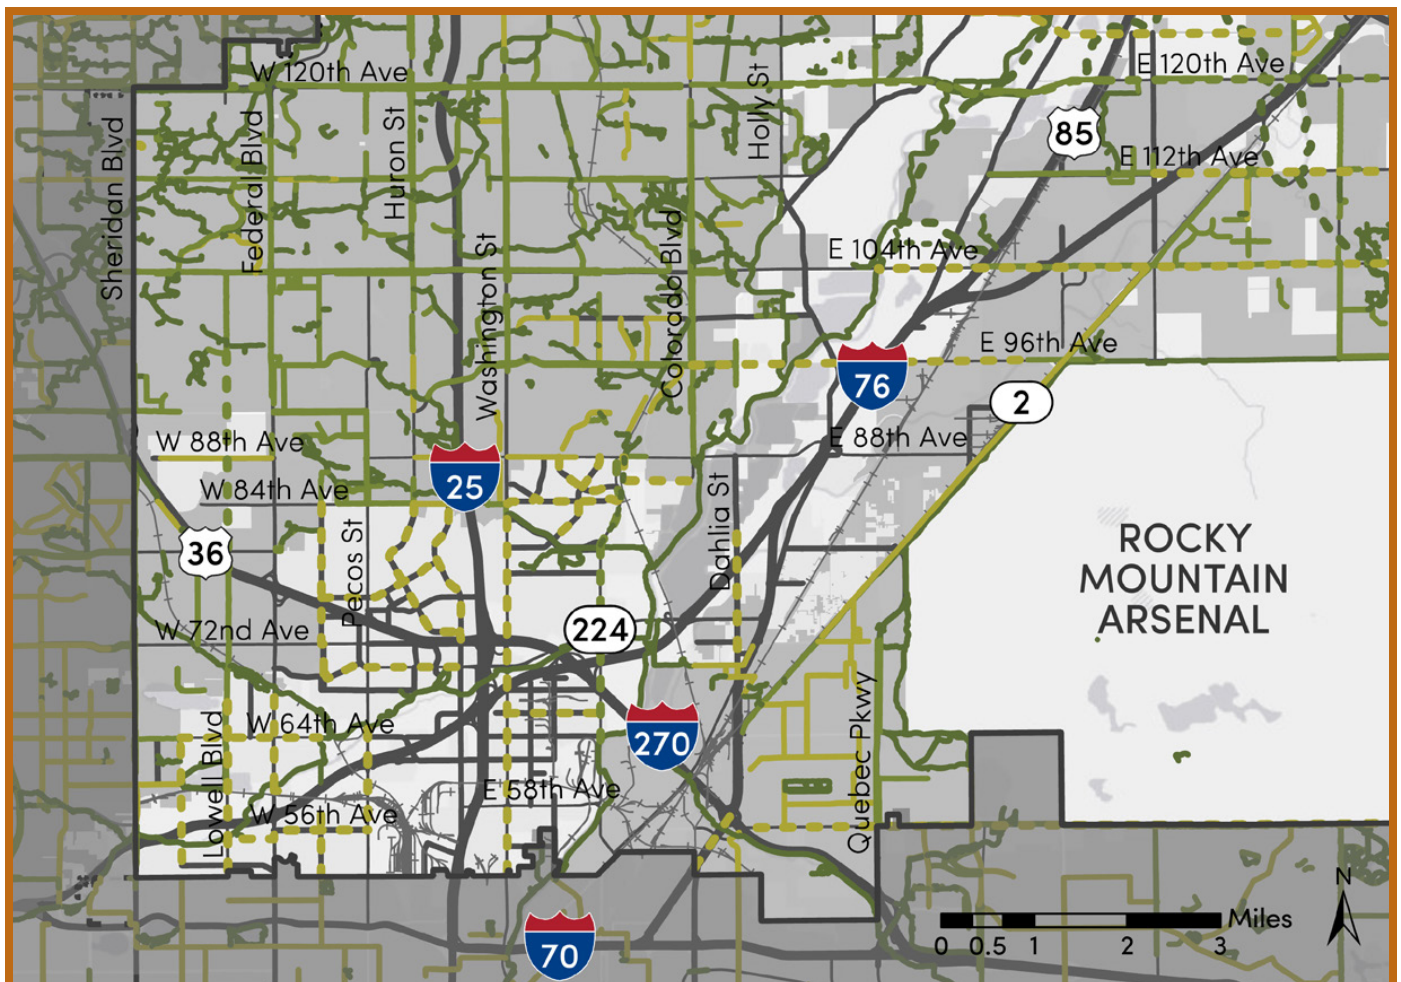 W 120th Ave
E 120th Ave
Holly St
85
Sheridan Blvd
Federal Blvd
Huron St
E 112th Ave
Washington St
Colorado Blvd
E 104th Ave
E 96th Ave
76
2
W 88th Ave
E 88th Ave
25
W 84th Ave
Dahlia St
36
Pecos St
ROCKY
MOUNTAIN
ARSENAL
224
W 72nd Ave
W 64th Ave
Lowell Blvd
270
Quebec Pkwy
E 58th Ave
W 56th Ave
N
70
Miles
0 0.5 1 2 3